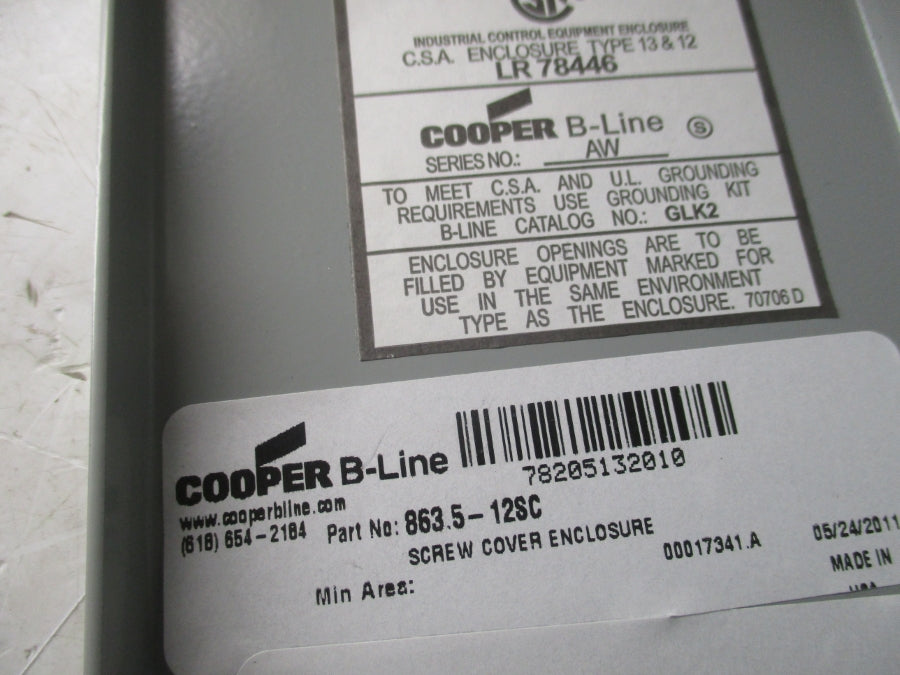 INDUSTRIAL CONTROL EQUIPMENT ENCLOSURE
C.S.A. ENCLOSURE TYPE 13 & 12
LR 78446
COOPER B-Line S
SERIES NO.: AW
TO MEET C.S.A. AND U.L. GROUNDING
REQUIREMENTS USE GROUNDING KIT
B-LINE CATALOG NO.: GLK2
ENCLOSURE OPENINGS ARE TO BE
FILLED BY EQUIPMENT MARKED FOR
USE IN THE SAME ENVIRONMENT
TYPE AS THE ENCLOSURE. 70706 D
COOPER B-Line
78205132010
www.cooperbline.com
(618) 654-2184 Part No: 863.5-12SC
SCREW COVER ENCLOSURE 00017341.A 05/24/2011
Min Area: MADE IN